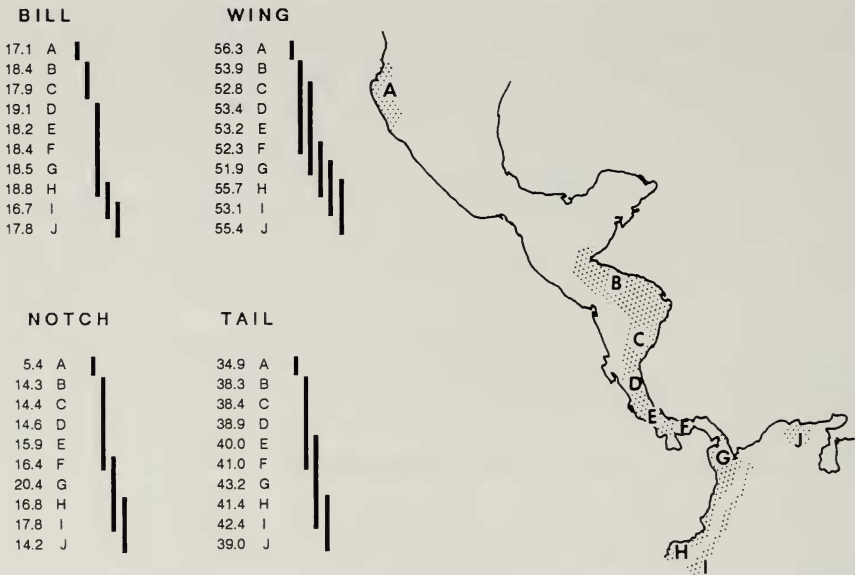 BILL
17.1 A
18.4 B
17.9 C
19.1 D
18.2 E
18.4 F
18.5 G
18.8 H
16.7 I
17.8 J
WING
56.3 A
53.9 B
52.8 C
53.4 D
53.2 E
52.3 F
51.9 G
55.7 H
53.1 I
55.4 J
NOTCH
5.4 A
14.3 B
14.4 C
14.6 D
15.9 E
16.4 F
20.4 G
16.8 H
17.8 I
14.2 J
TAIL
34.9 A
38.3 B
38.4 C
38.9 D
40.0 E
41.0 F
43.2 G
41.4 H
42.4 I
39.0 J
A
B
C
D
E
F
G
J
H
I